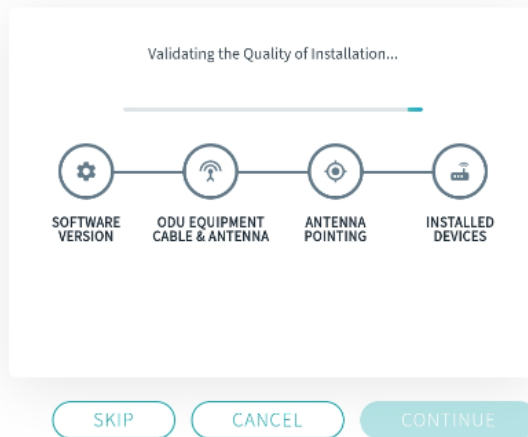 Validating the Quality of Installation...
SOFTWARE
VERSION
ODU EQUIPMENT
CABLE & ANTENNA
ANTENNA
POINTING
INSTALLED
DEVICES
SKIP
CANCEL
CONTINUE